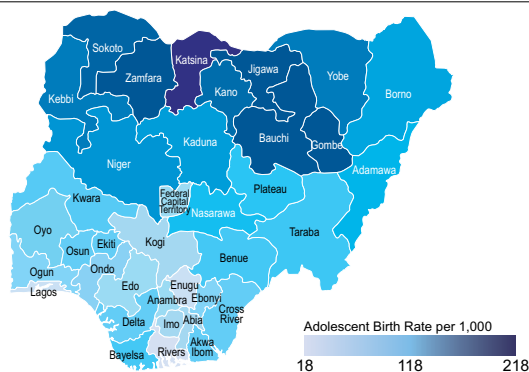 Sokoto
Katsina
Jigawa
Zamfara
Yobe
Kebbi
Kano
Borno
Bauchi
Gombe
Kaduna
Niger
Adamawa
Plateau
Federal
Capital
Territory
Kwara
Nasarawa
Taraba
Oyo
Kogi
Osun
Ekiti
Benue
Ogun
Ondo
Edo
Enugu
Lagos
Anambra
Ebonyi
Cross
River
Delta
Imo
Abia
Bayelsa
Rivers
Akwa
Ibom
Adolescent Birth Rate per 1,000
18 118 218